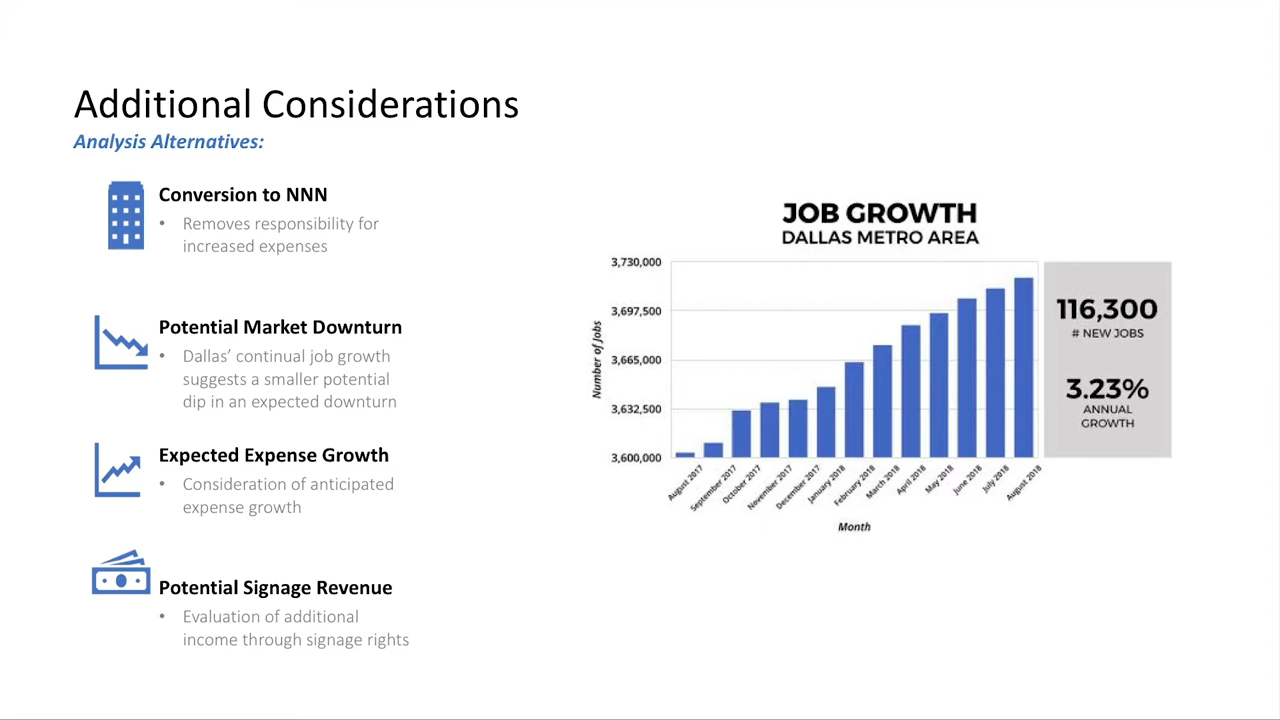 Additional Considerations
Analysis Alternatives:
Conversion to NNN
• Removes responsibility for
increased expenses
Potential Market Downturn
• Dallas’ continual job growth
suggests a smaller potential
dip in an expected downturn
Expected Expense Growth
• Consideration of anticipated
expense growth
Potential Signage Revenue
• Evaluation of additional
income through signage rights
JOB GROWTH
DALLAS METRO AREA
Number of Jobs
3,730,000
3,697,500
3,665,000
3,632,500
3,600,000
August 2017
September 2017
October 2017
November 2017
December 2017
January 2018
February 2018
March 2018
April 2018
May 2018
June 2018
July 2018
August 2018
Month
116,300
# NEW JOBS
3.23%
ANNUAL
GROWTH